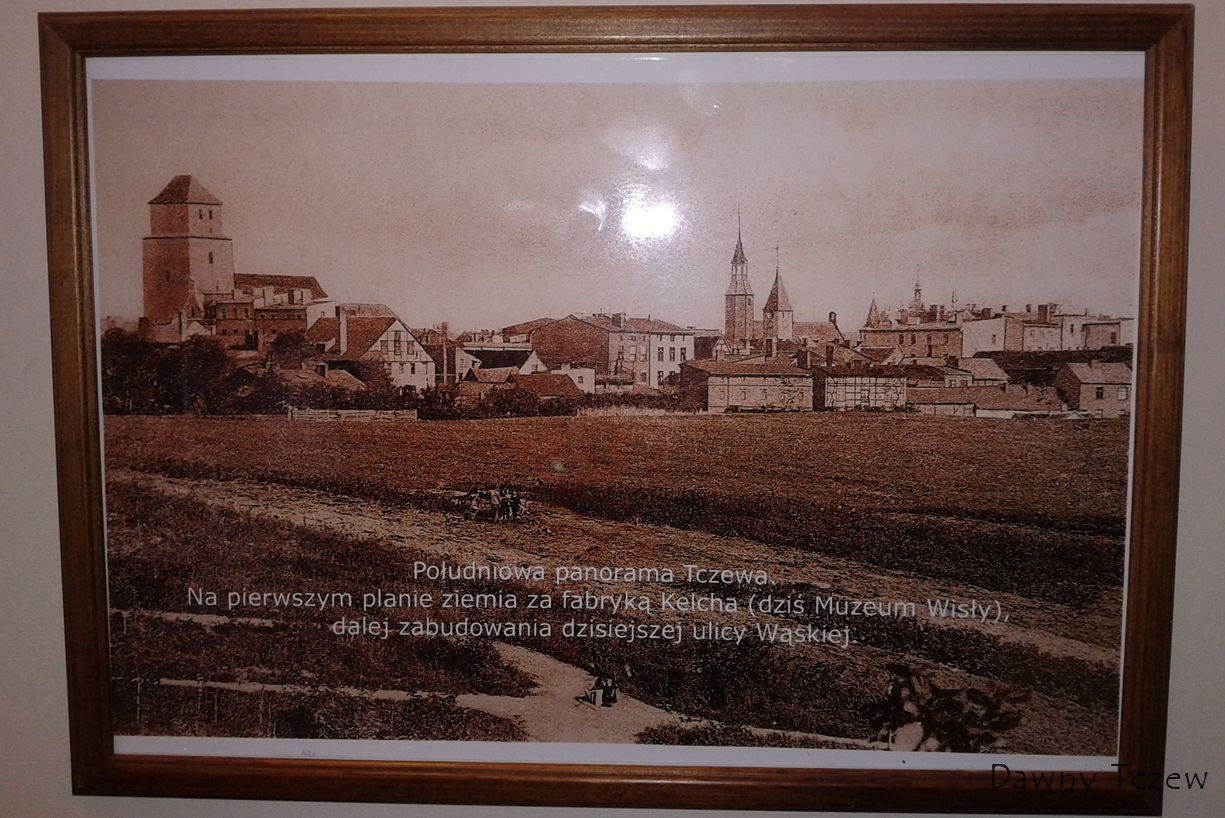 Południowa panorama Tczewa.
Na pierwszym planie ziemia za fabryką Kelcha (dziś Muzeum Wisły),
dalej zabudowania dzisiejszej ulicy Wąskiej.
Dawny Tczew